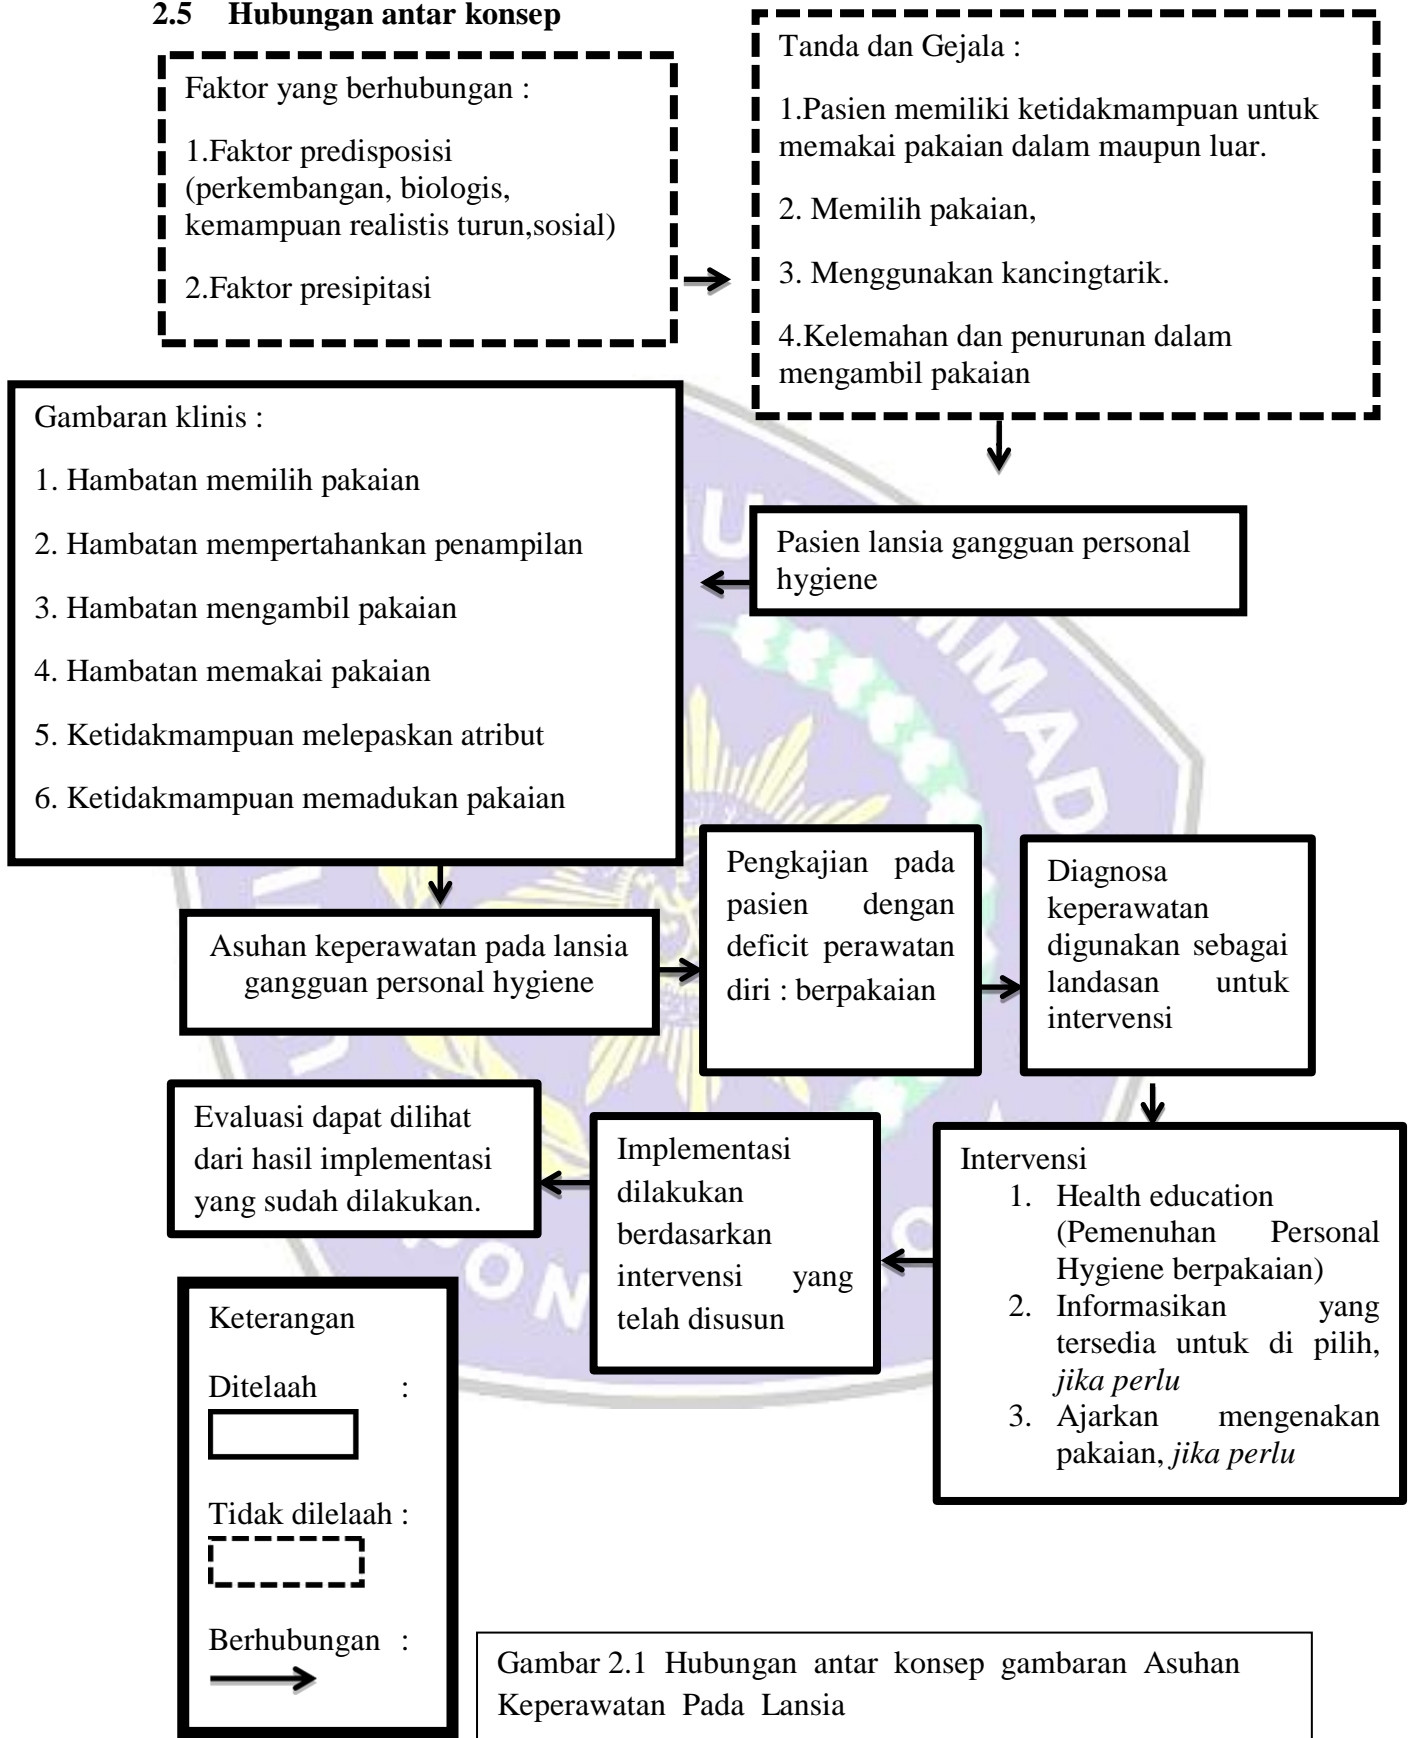 2.5 Hubungan antar konsep
Faktor yang berhubungan :
1.Faktor predisposisi
(perkembangan, biologis,
kemampuan realistis turun,sosial)
2.Faktor presipitasi
Tanda dan Gejala :
1.Pasien memiliki ketidakmampuan untuk
memakai pakaian dalam maupun luar.
2. Memilih pakaian,
3. Menggunakan kancingtarik.
4.Kelemahan dan penurunan dalam
mengambil pakaian
Pasien lansia gangguan personal
hygiene
Gambaran klinis :
1. Hambatan memilih pakaian
2. Hambatan mempertahankan penampilan
3. Hambatan mengambil pakaian
4. Hambatan memakai pakaian
5. Ketidakmampuan melepaskan atribut
6. Ketidakmampuan memadukan pakaian
Asuhan keperawatan pada lansia
gangguan personal hygiene
Pengkajian pada
pasien dengan
deficit perawatan
diri : berpakaian
Diagnosa
keperawatan
digunakan sebagai
landasan untuk
intervensi
Intervensi
1. Health education
(Pemenuhan Personal
Hygiene berpakaian)
2. Informasikan yang
tersedia untuk di pilih,
jika perlu
3. Ajarkan mengenakan
pakaian, jika perlu
Implementasi
dilakukan
berdasarkan
intervensi yang
telah disusun
Evaluasi dapat dilihat
dari hasil implementasi
yang sudah dilakukan.
Keterangan
Ditelaah :
Tidak dilelaah :
Berhubungan :
Gambar 2.1 Hubungan antar konsep gambaran Asuhan
Keperawatan Pada Lansia